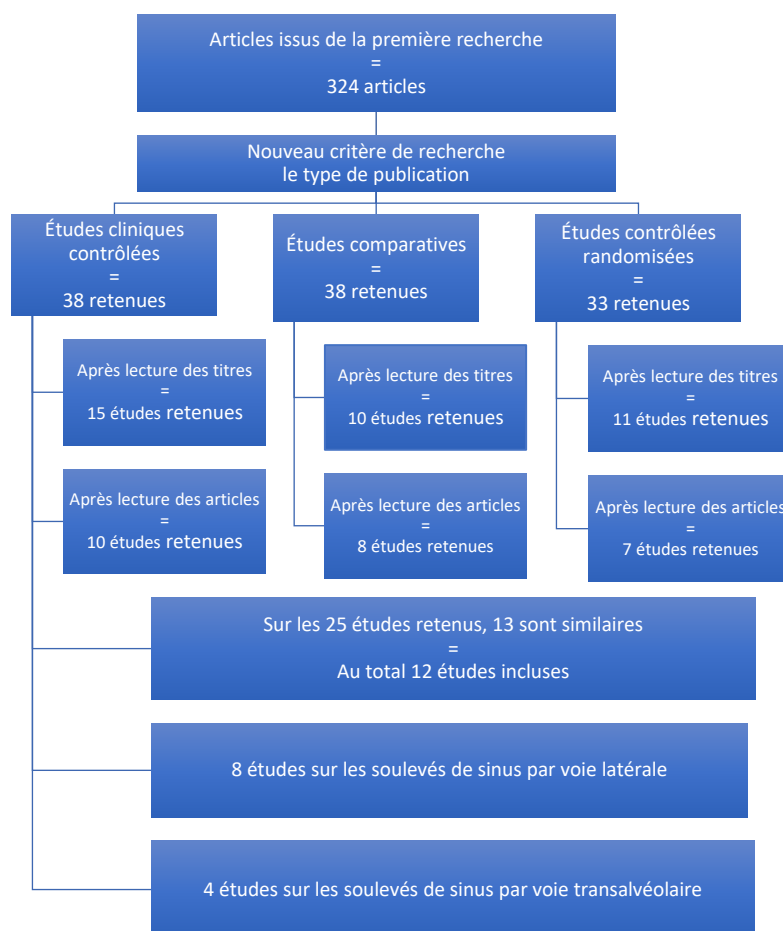 Articles issus de la première recherche
=
324 articles
Nouveau critère de recherche
le type de publication
Études cliniques
contrôlées
=
38 retenues
Études comparatives
=
38 retenues
Études contrôlées
randomisées
=
33 retenues
Après lecture des titres
=
15 études retenues
Après lecture des titres
=
10 études retenues
Après lecture des titres
=
11 études retenues
Après lecture des articles
=
10 études retenues
Après lecture des articles
=
8 études retenues
Après lecture des articles
=
7 études retenues
Sur les 25 études retenus, 13 sont similaires
=
Au total 12 études incluses
8 études sur les soulevés de sinus par voie latérale
4 études sur les soulevés de sinus par voie transalvéolaire